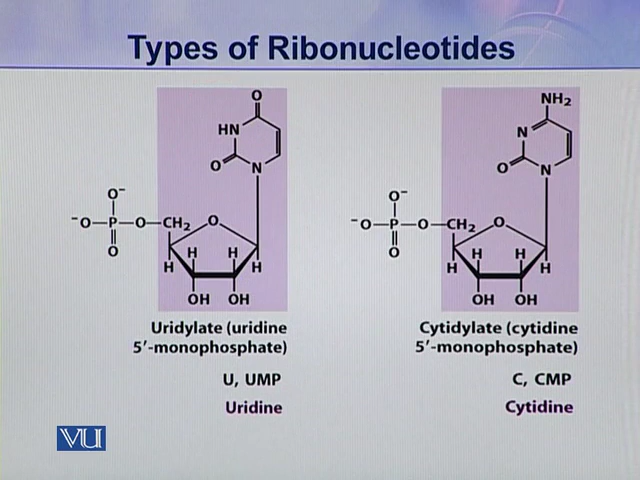 Types of Ribonucleotides
O
HN
O
N
O⁻
⁻O–P–O–CH₂
O
O
H
H
H
H
OH
OH
Uridylate (uridine
5′-monophosphate)
U, UMP
Uridine
NH₂
N
O
N
O⁻
⁻O–P–O–CH₂
O
O
H
H
H
H
OH
OH
Cytidylate (cytidine
5′-monophosphate)
C, CMP
Cytidine
VU